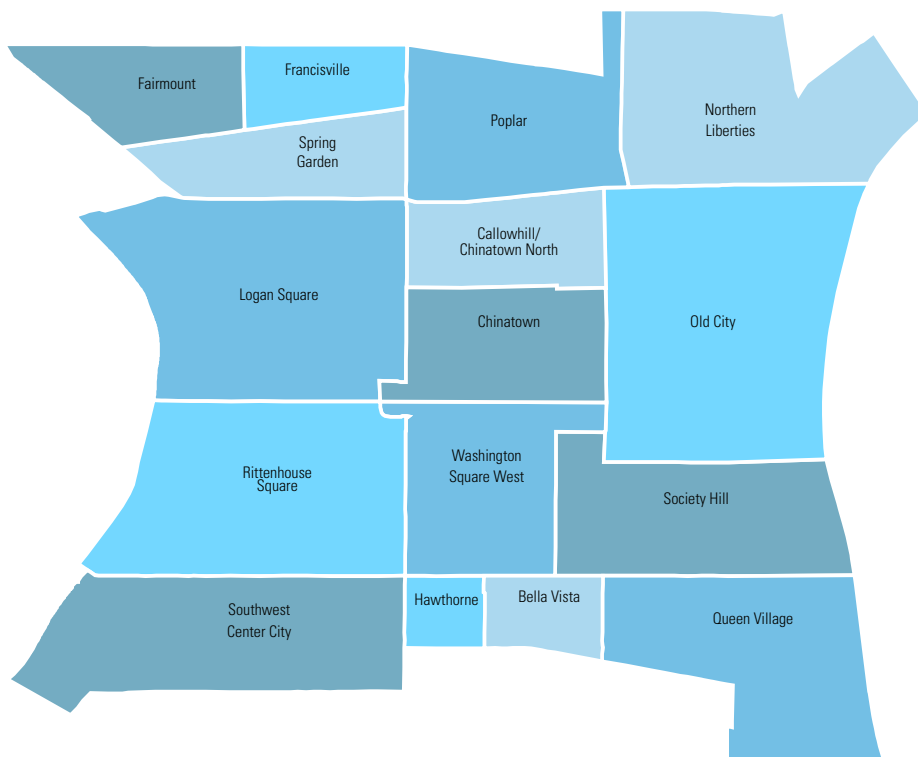 Fairmount
Francisville
Poplar
Northern
Liberties
Spring
Garden
Callowhill/
Chinatown North
Logan Square
Chinatown
Old City
Washington
Square West
Rittenhouse
Square
Society Hill
Southwest
Center City
Hawthorne
Bella Vista
Queen Village